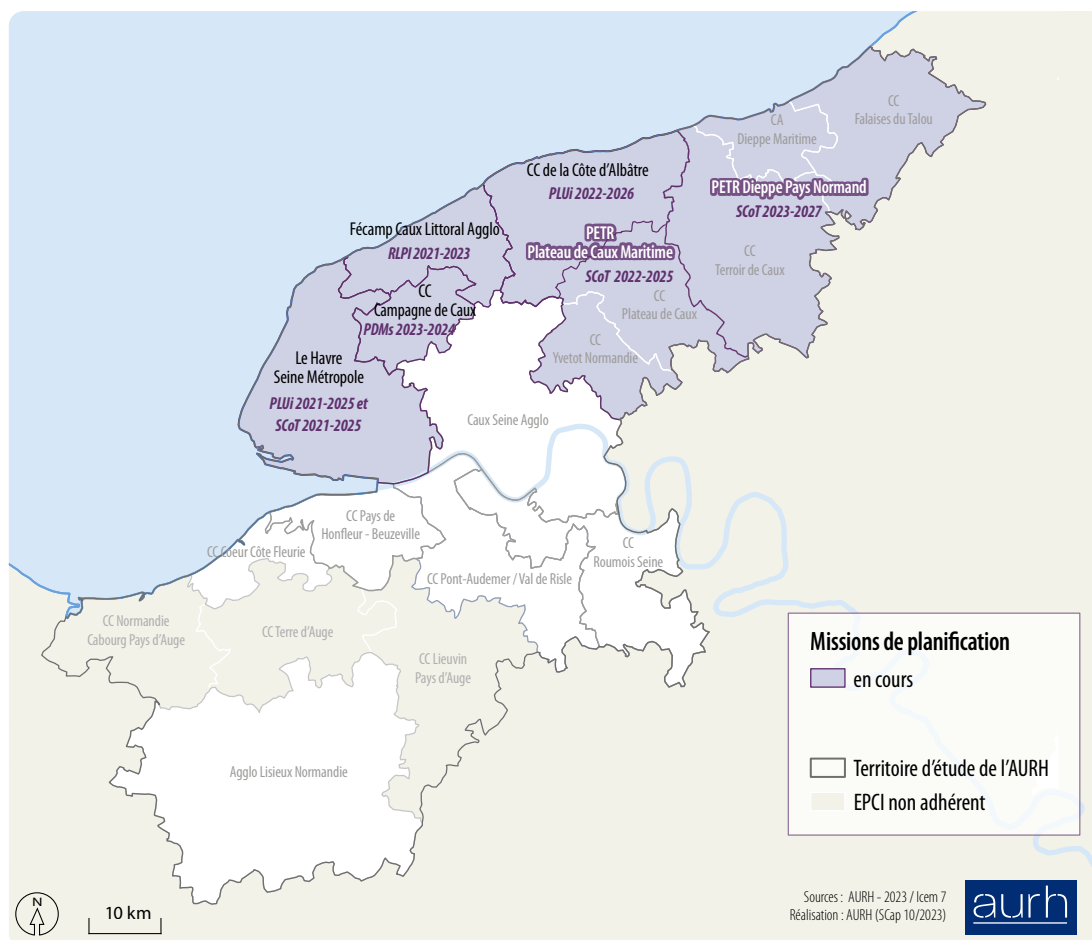 CC
Falaises du Talou
CA
Dieppe Maritime
CC de la Côte d'Albâtre
PLUi 2022-2026
PETR Dieppe Pays Normand
SCoT 2023-2027
Fécamp Caux Littoral Agglo
RLPI 2021-2023
PETR
Plateau de Caux Maritime
SCoT 2022-2025
CC
Terroir de Caux
CC
Campagne de Caux
PDMs 2023-2024
CC
Plateau de Caux
CC
Yvetot Normandie
Le Havre
Seine Métropole
PLUi 2021-2025 et
SCoT 2021-2025
Caux Seine Agglo
CC Pays de
Honfleur - Beuzeville
CC Coeur Côte Fleurie
CC
Roumois Seine
CC Pont-Audemer / Val de Risle
CC Normandie
Cabourg Pays d'Auge
CC Terre d'Auge
CC Lieuvin
Pays d'Auge
Agglo Lisieux Normandie
Missions de planification
en cours
Territoire d'étude de l'AURH
EPCI non adhérent
N
10 km
Sources : AURH - 2023 / Icem 7
Réalisation : AURH (SCap 10/2023)
aurh